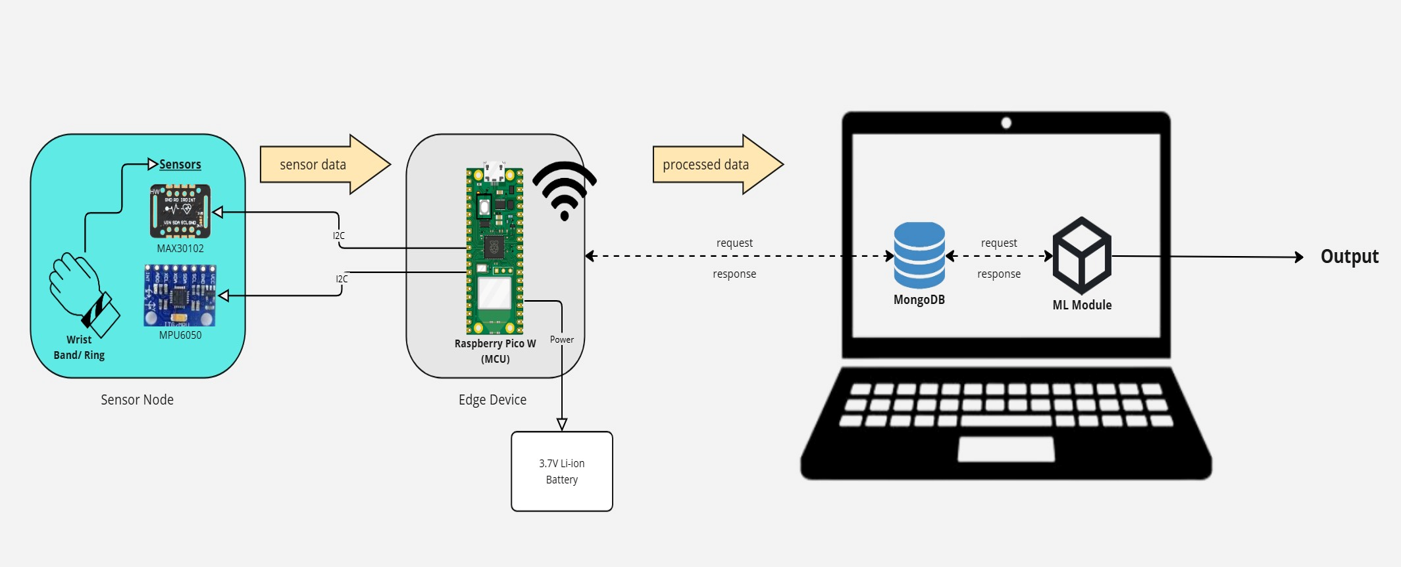 Sensors
MAX30102
MPU6050
Wrist
Band/ Ring
Sensor Node
sensor data
I2C
I2C
Raspberry Pico W
(MCU)
Power
Edge Device
3.7V Li-ion
Battery
processed data
request
response
MongoDB
request
response
ML Module
Output